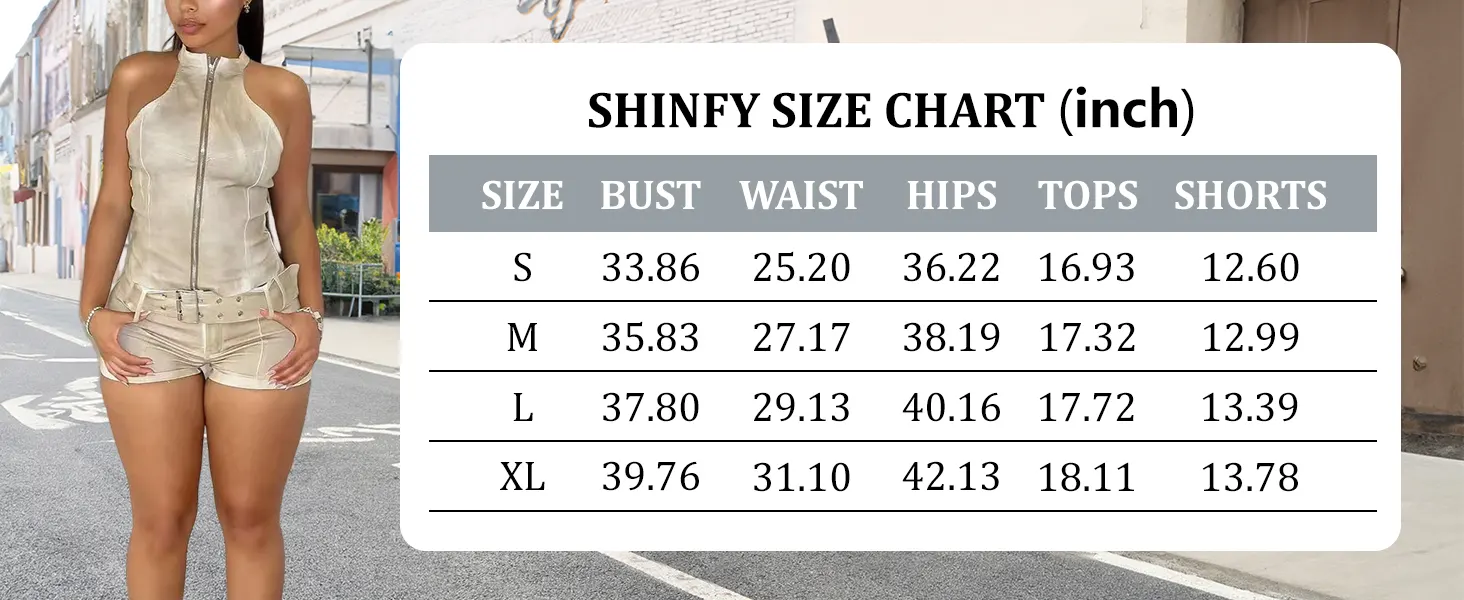 SHINFY SIZE CHART (inch)
SIZE BUST WAIST HIPS TOPS SHORTS
S 33.86 25.20 36.22 16.93 12.60
M 35.83 27.17 38.19 17.32 12.99
L 37.80 29.13 40.16 17.72 13.39
XL 39.76 31.10 42.13 18.11 13.78